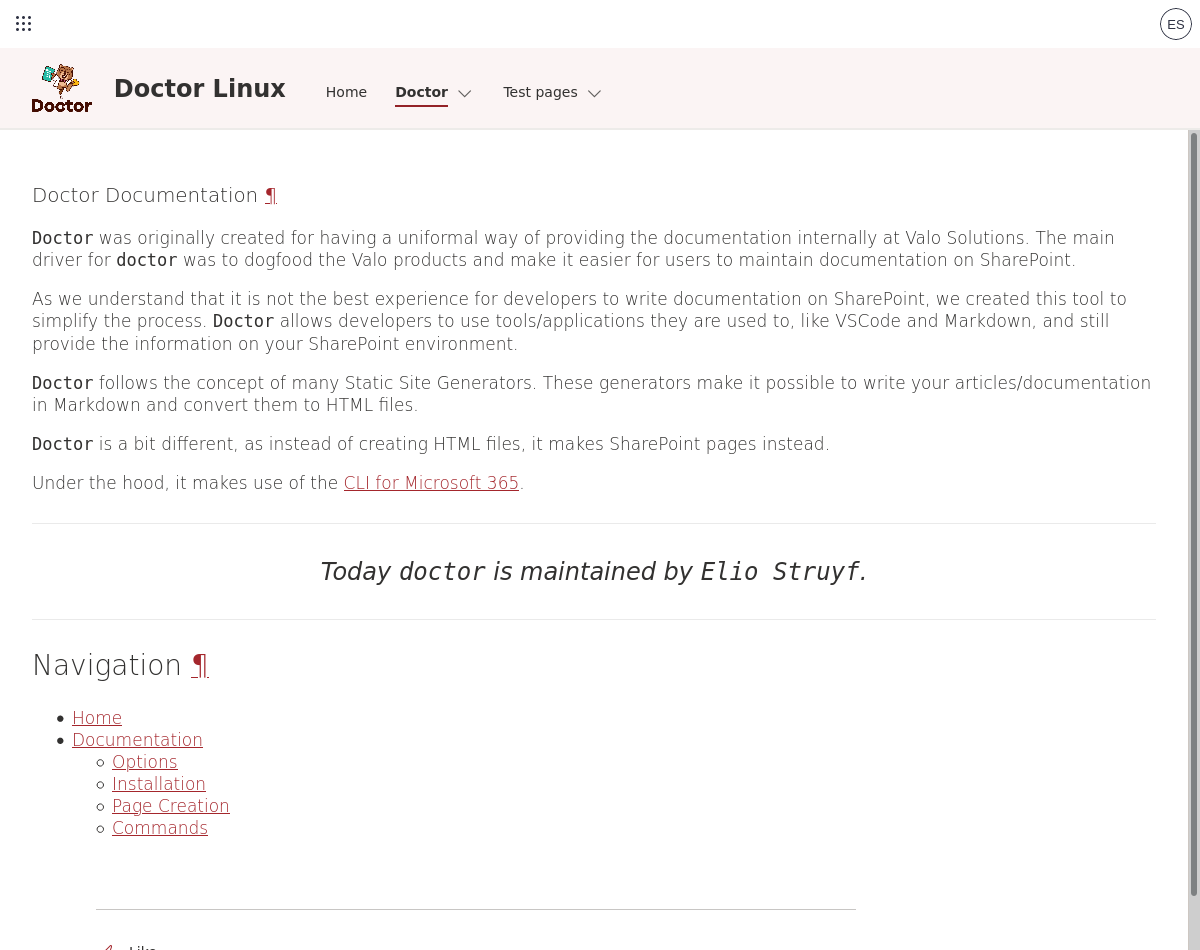 ES
Doctor
Doctor Linux
Home
Doctor
Test pages
Doctor Documentation ¶
Doctor was originally created for having a uniformal way of providing the documentation internally at Valo Solutions. The main
driver for doctor was to dogfood the Valo products and make it easier for users to maintain documentation on SharePoint.
As we understand that it is not the best experience for developers to write documentation on SharePoint, we created this tool to
simplify the process. Doctor allows developers to use tools/applications they are used to, like VSCode and Markdown, and still
provide the information on your SharePoint environment.
Doctor follows the concept of many Static Site Generators. These generators make it possible to write your articles/documentation
in Markdown and convert them to HTML files.
Doctor is a bit different, as instead of creating HTML files, it makes SharePoint pages instead.
Under the hood, it makes use of the CLI for Microsoft 365.
Today doctor is maintained by Elio Struyf.
Navigation ¶
Home
Documentation
Options
Installation
Page Creation
Commands
Like